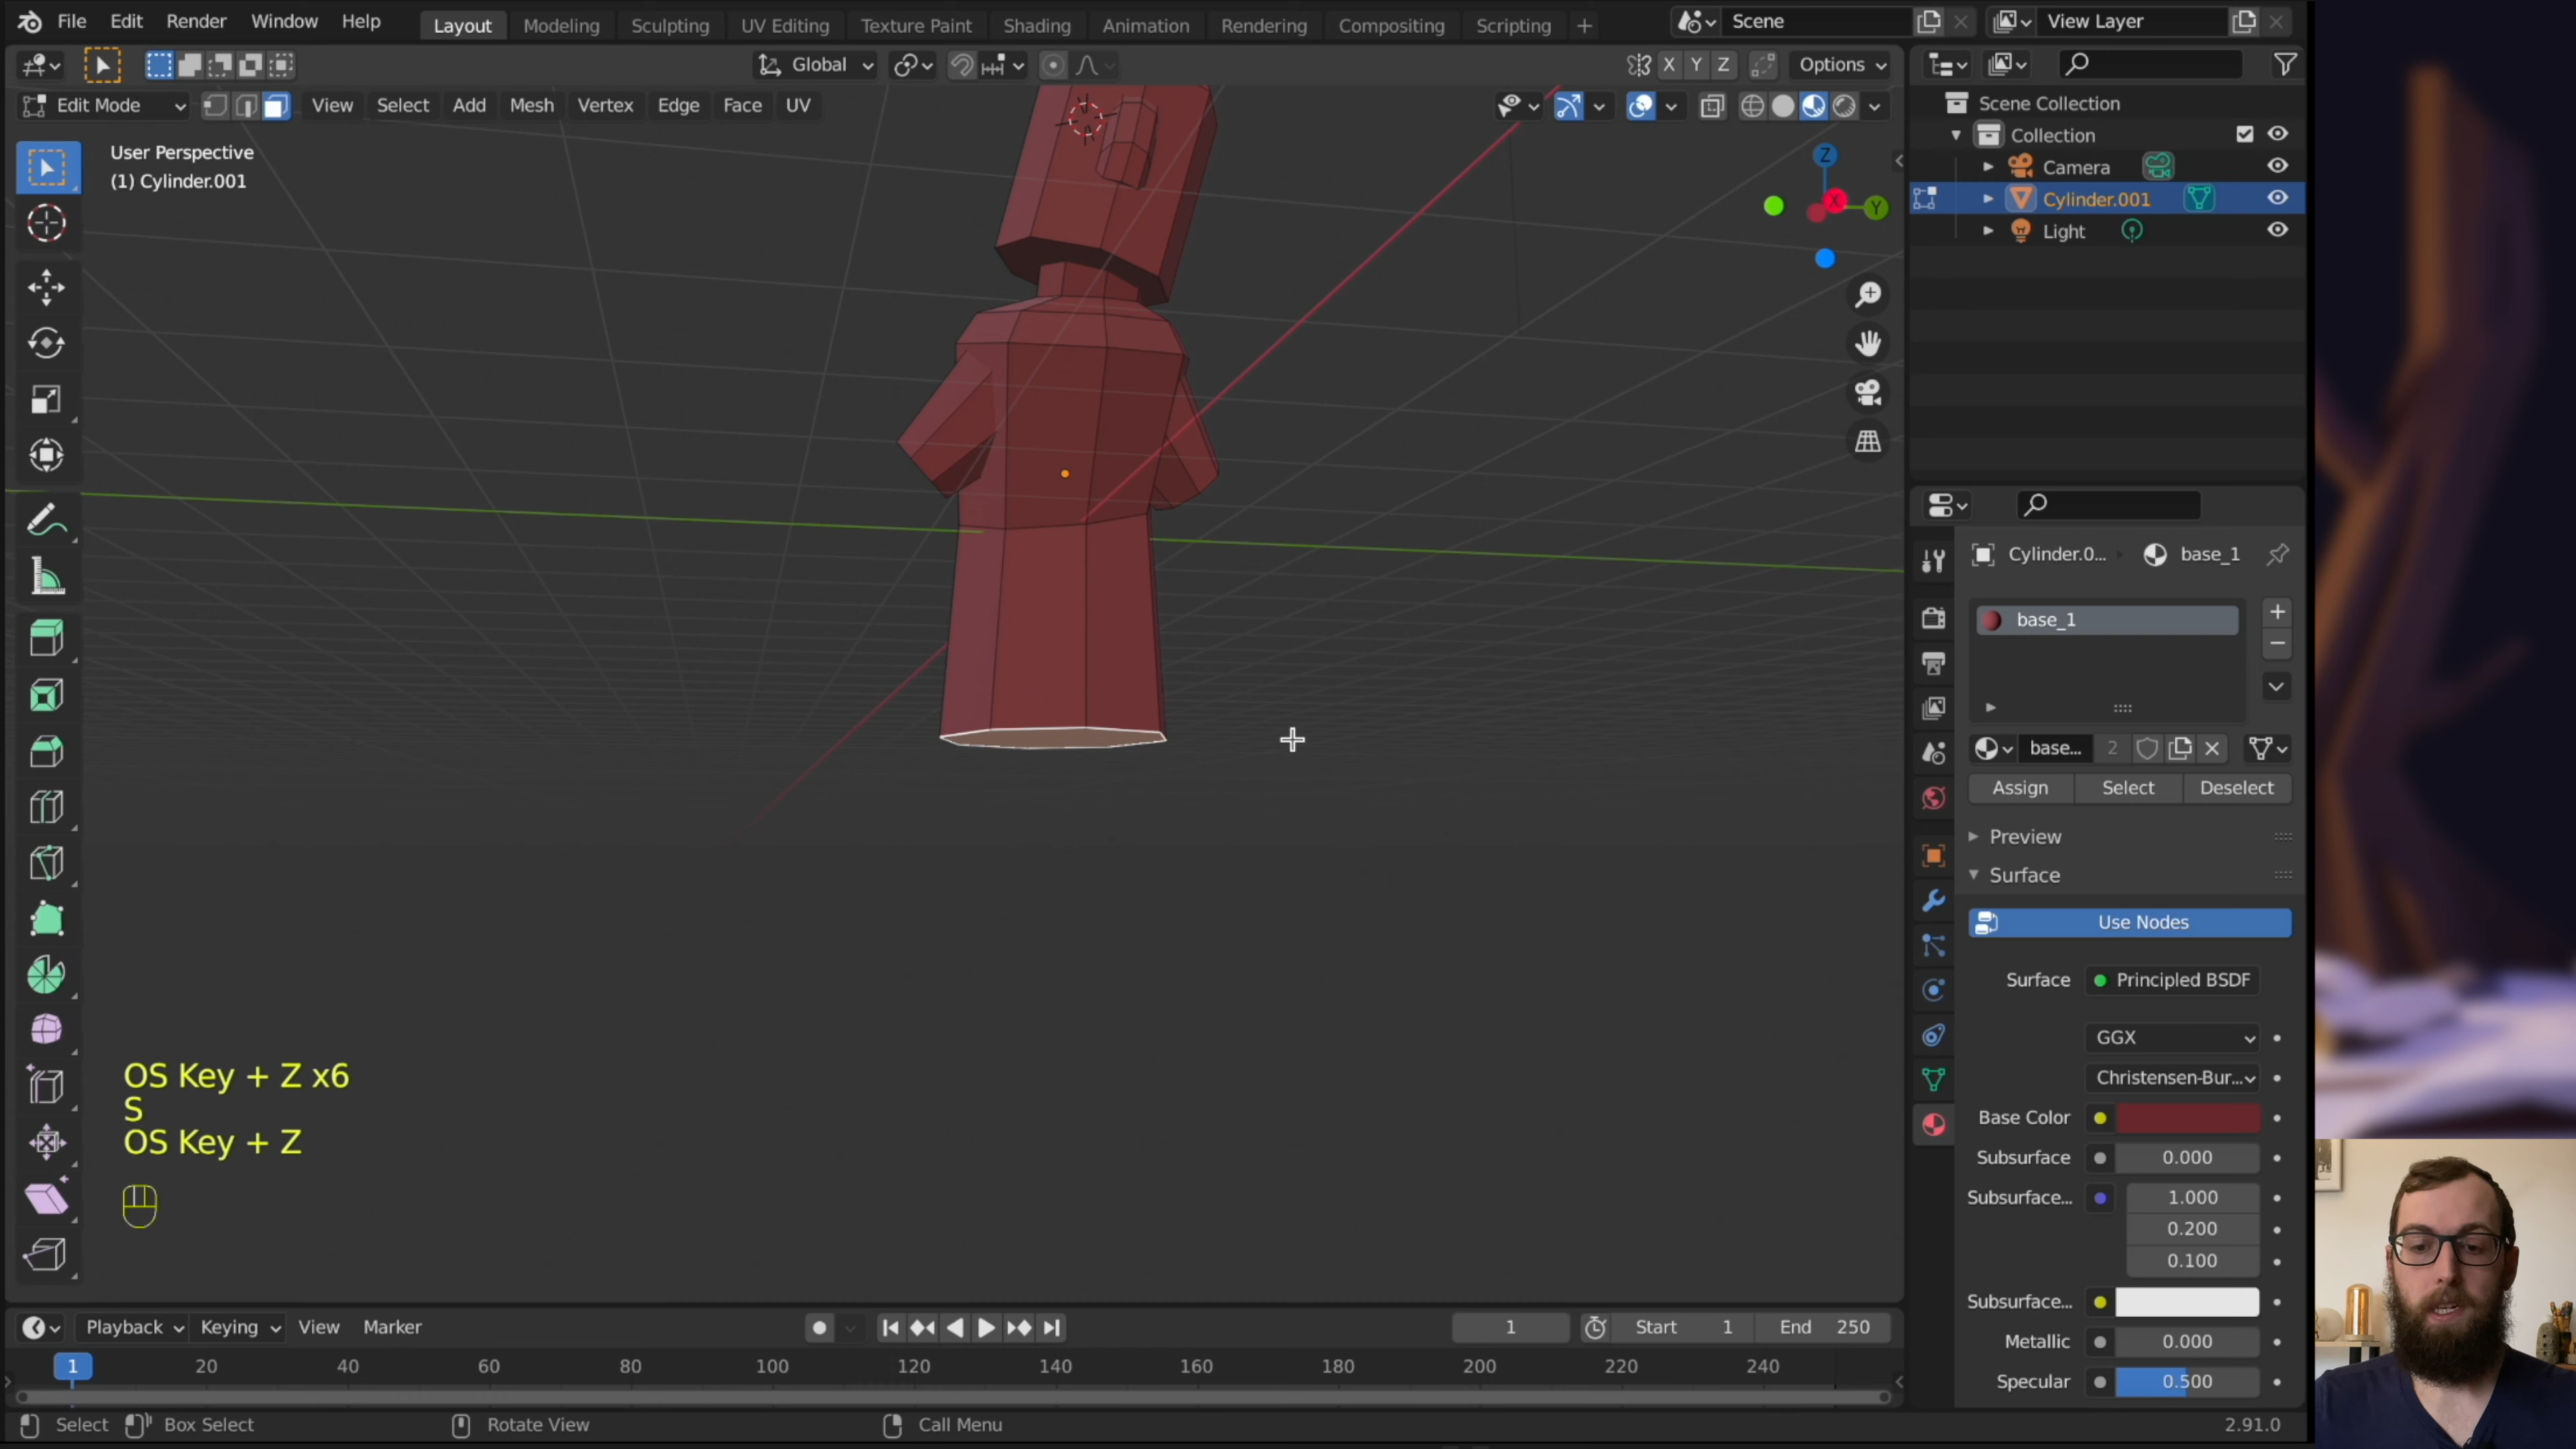 File Edit Render Window Help Layout Modeling Sculpting UV Editing Texture Paint Shading Animation Rendering Compositing Scripting + Scene View Layer
Global X Y Z Options
Edit Mode View Select Add Mesh Vertex Edge Face UV
User Perspective
(1) Cylinder.001
Z
X
Y
Scene Collection
Collection
Camera
Cylinder.001
Light
Cylinder.0... base_1
base_1
base... 2
Assign Select Deselect
Preview
Surface
Use Nodes
Surface Principled BSDF
GGX
Christensen-Bur...
Base Color
Subsurface 0.000
Subsurface... 1.000
0.200
0.100
Subsurface...
Metallic 0.000
Specular 0.500
OS Key + Z x6
S
OS Key + Z
Playback Keying View Marker 1 Start 1 End 250
1 20 40 60 80 100 120 140 160 180 200 220 240
Select Box Select Rotate View Call Menu 2.91.0